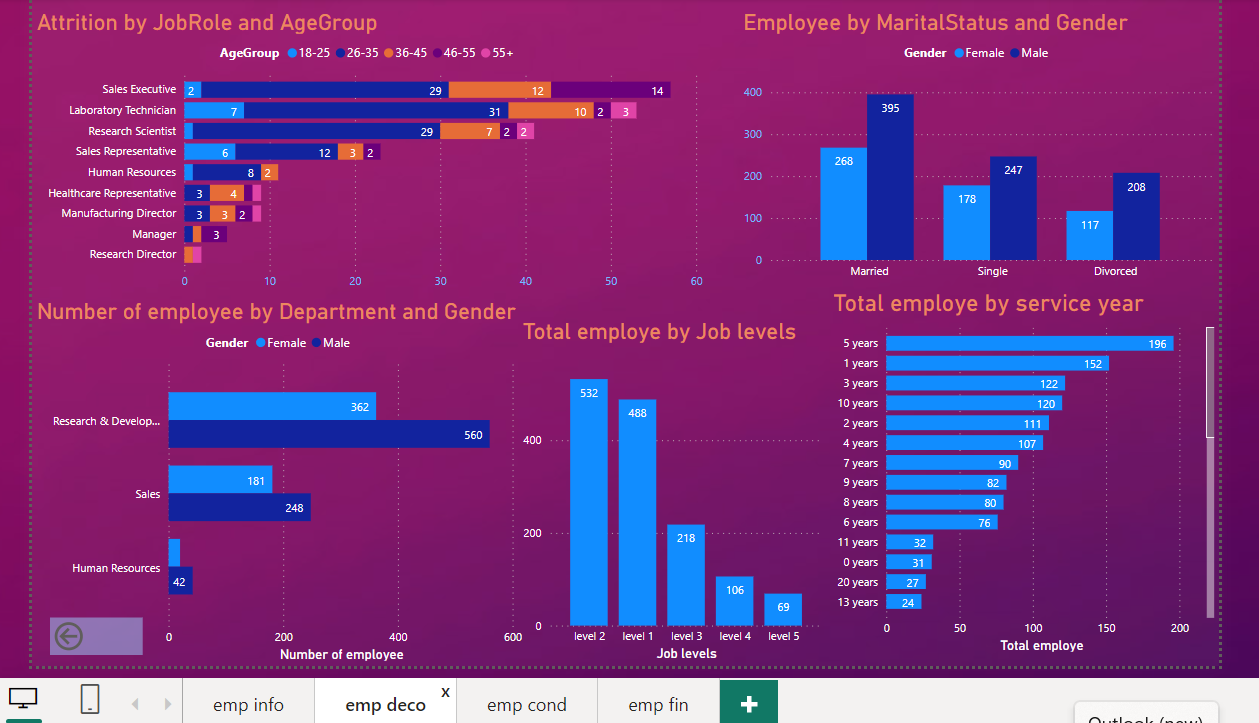 Attrition by JobRole and AgeGroup
AgeGroup 18-25 26-35 36-45 46-55 55+
Sales Executive 2 29 12 14
Laboratory Technician 7 31 10 2 3
Research Scientist 29 7 2 2
Sales Representative 6 12 3 2
Human Resources 8 2
Healthcare Representative 3 4
Manufacturing Director 3 3 2
Manager 3
Research Director
0 10 20 30 40 50 60
Employee by MaritalStatus and Gender
Gender Female Male
400
300
200
100
0
268 395
178 247
117 208
Married Single Divorced
Number of employee by Department and Gender
Gender Female Male
Research & Develop... 362
560
Sales 181
248
Human Resources
42
0 200 400 600
Number of employee
Total employe by Job levels
400
200
0
532 488 218 106 69
level 2 level 1 level 3 level 4 level 5
Job levels
Total employe by service year
5 years 196
1 years 152
3 years 122
10 years 120
2 years 111
4 years 107
7 years 90
9 years 82
8 years 80
6 years 76
11 years 32
0 years 31
20 years 27
13 years 24
0 50 100 150 200
Total employe
emp info emp deco x emp cond emp fin +
Outlook (new)